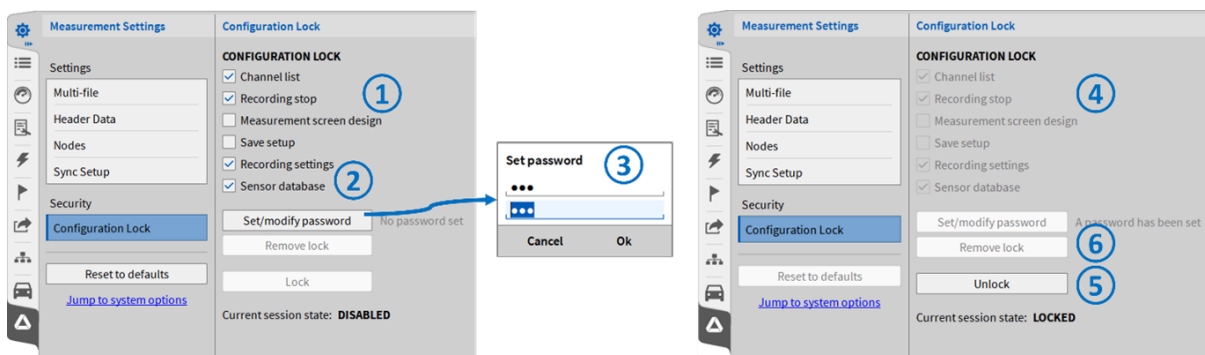 Measurement Settings
Configuration Lock
Settings
Multi-file
Header Data
Nodes
Sync Setup
Security
Configuration Lock
Reset to defaults
Jump to system options
CONFIGURATION LOCK
Channel list
Recording stop
1
Measurement screen design
Save setup
Recording settings
Sensor database
2
Set/modify password No password set
Remove lock
Lock
Current session state: DISABLED
Set password
3
Cancel Ok
Measurement Settings
Configuration Lock
Settings
Multi-file
Header Data
Nodes
Sync Setup
Security
Configuration Lock
Reset to defaults
Jump to system options
CONFIGURATION LOCK
Channel list
Recording stop
4
Measurement screen design
Save setup
Recording settings
Sensor database
Set/modify password A password has been set
Remove lock
6
Unlock
5
Current session state: LOCKED